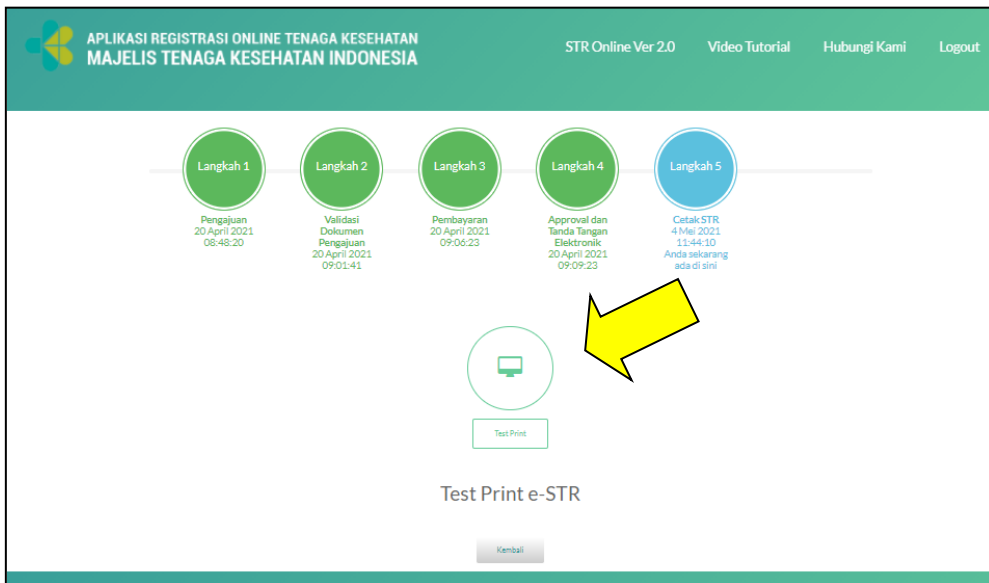 APLIKASI REGISTRASI ONLINE TENAGA KESEHATAN
MAJELIS TENAGA KESEHATAN INDONESIA
STR Online Ver 2.0
Video Tutorial
Hubungi Kami
Logout
Langkah 1
Pengajuan
20 April 2021
08:48:20
Langkah 2
Validasi
Dokumen
Pengajuan
20 April 2021
09:01:41
Langkah 3
Pembayaran
20 April 2021
09:06:23
Langkah 4
Approval dan
Tanda Tangan
Elektronik
20 April 2021
09:09:23
Langkah 5
Cetak STR
4 Mei 2021
11:44:10
Anda sekarang
ada di sini
Test Print
Test Print e-STR
Kembali